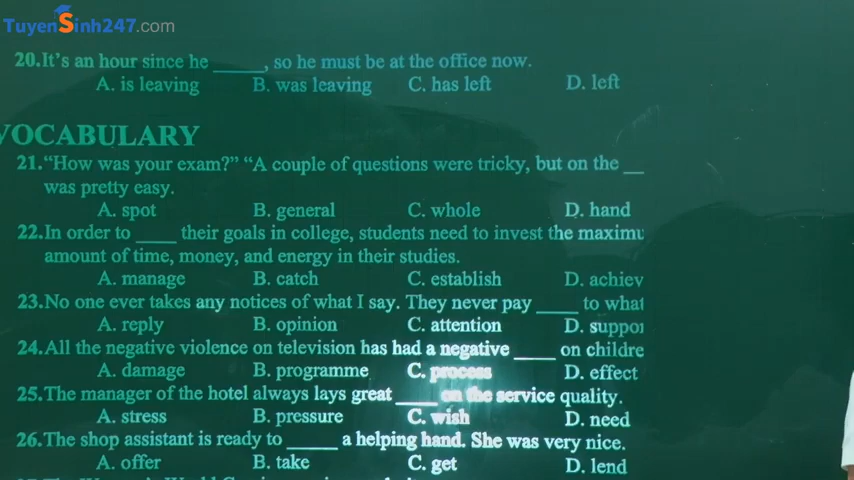 TuyenSinh247.com
20.It's an hour since he _____, so he must be at the office now.
A. is leaving B. was leaving C. has left D. left
VOCABULARY
21."How was your exam?" "A couple of questions were tricky, but on the __
was pretty easy.
A. spot B. general C. whole D. hand
22.In order to ____ their goals in college, students need to invest the maximu
amount of time, money, and energy in their studies.
A. manage B. catch C. establish D. achiev
23.No one ever takes any notices of what I say. They never pay ____ to what
A. reply B. opinion C. attention D. suppor
24.All the negative violence on television has had a negative ____ on childre
A. damage B. programme C. process D. effect
25.The manager of the hotel always lays great ____ on the service quality.
A. stress B. pressure C. wish D. need
26.The shop assistant is ready to _____ a helping hand. She was very nice.
A. offer B. take C. get D. lend